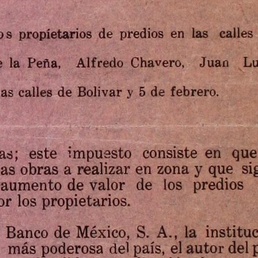 os propietarios de predios en las calles
e la Peña, Alfredo Chavero, Juan Lu
as calles de Bolivar y 5 de febrero.
as; este impuesto consiste en que
as obras a realizar en zona y que sig
aumento de valor de los predios
or los propietarios.
Banco de México, S. A., la instituc
más poderosa del país, el autor del p